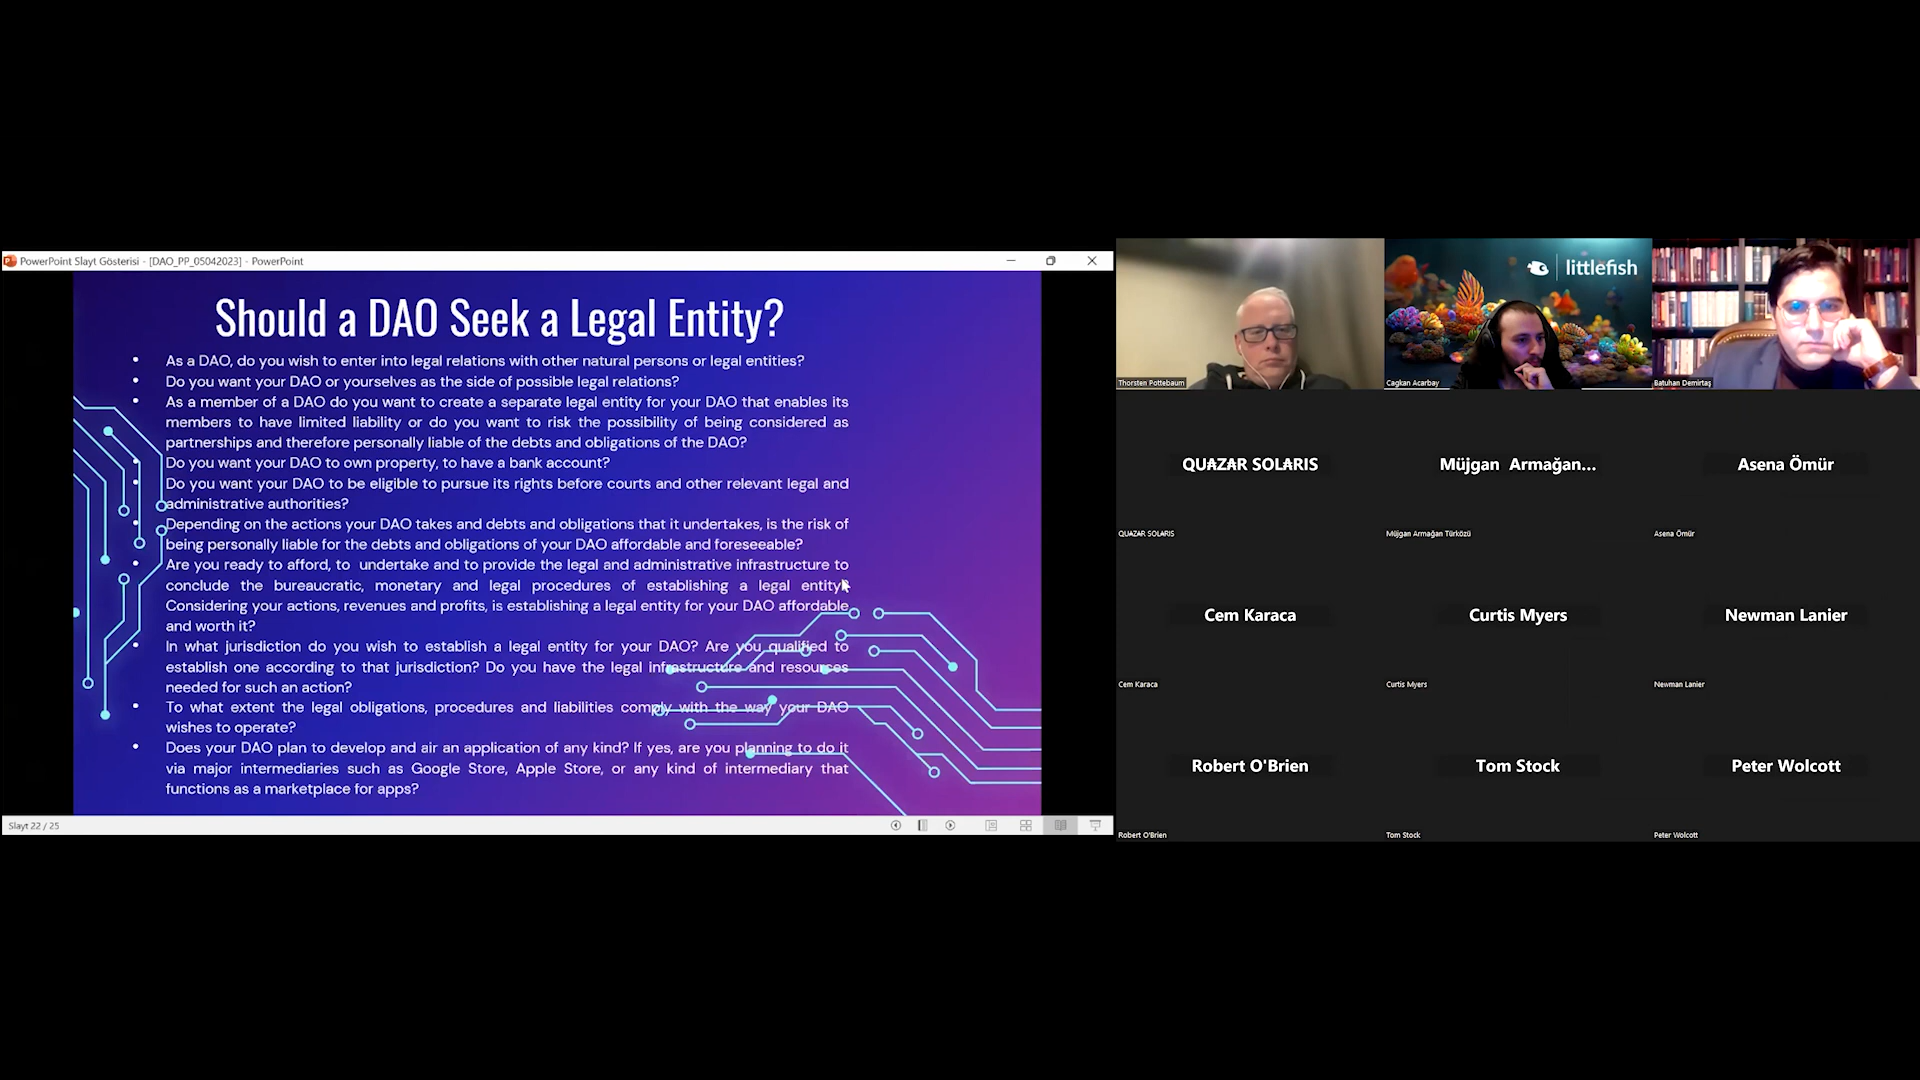 PowerPoint Slayt Gösterisi - [DAO_PP_05042023] - PowerPoint
Should a DAO Seek a Legal Entity?
• As a DAO, do you wish to enter into legal relations with other natural persons or legal entities?
• Do you want your DAO or yourselves as the side of possible legal relations?
• As a member of a DAO do you want to create a separate legal entity for your DAO that enables its
members to have limited liability or do you want to risk the possibility of being considered as
partnerships and therefore personally liable of the debts and obligations of the DAO?
• Do you want your DAO to own property, to have a bank account?
• Do you want your DAO to be eligible to pursue its rights before courts and other relevant legal and
administrative authorities?
• Depending on the actions your DAO takes and debts and obligations that it undertakes, is the risk of
being personally liable for the debts and obligations of your DAO affordable and foreseeable?
• Are you ready to afford, to undertake and to provide the legal and administrative infrastructure to
conclude the bureaucratic, monetary and legal procedures of establishing a legal entity?
Considering your actions, revenues and profits, is establishing a legal entity for your DAO affordable
and worth it?
• In what jurisdiction do you wish to establish a legal entity for your DAO? Are you qualified to
establish one according to that jurisdiction? Do you have the legal infrastructure and resources
needed for such an action?
• To what extent the legal obligations, procedures and liabilities comply with the way your DAO
wishes to operate?
• Does your DAO plan to develop and air an application of any kind? If yes, are you planning to do it
via major intermediaries such as Google Store, Apple Store, or any kind of intermediary that
functions as a marketplace for apps?
Slayt 22 / 25
littlefish
Thorsten Pottebaum
Cagkan Acarbay
Batuhan Demirtaş
QUĀZĀR SOLĀRIS
Müjgan Armağan...
Asena Ömür
QUĀZĀR SOLĀRIS
Müjgan Armağan Türközü
Asena Ömür
Cem Karaca
Curtis Myers
Newman Lanier
Cem Karaca
Curtis Myers
Newman Lanier
Robert O'Brien
Tom Stock
Peter Wolcott
Robert O'Brien
Tom Stock
Peter Wolcott